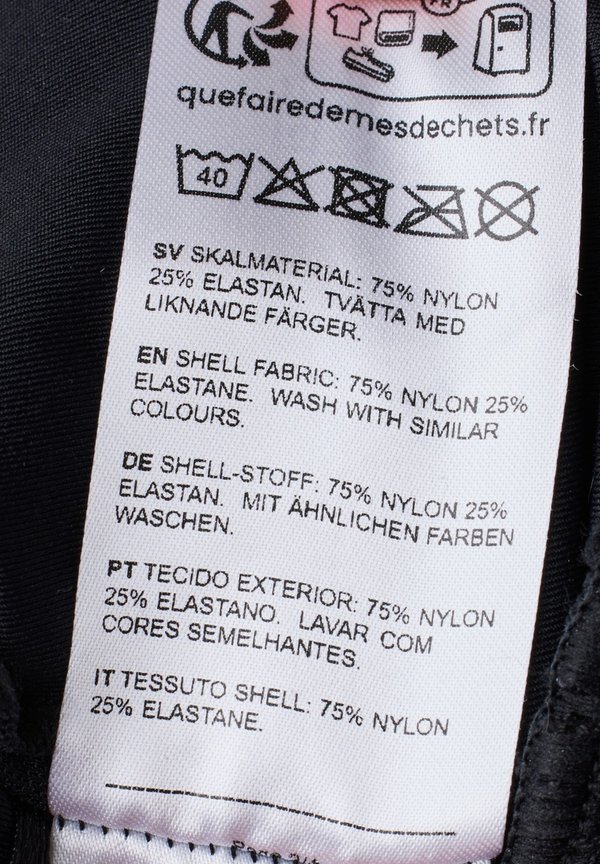 FR
quefairedemesdechets.fr
40
SV SKALMATERIAL: 75% NYLON
25% ELASTAN. TVÄTTA MED
LIKNANDE FÄRGER.
EN SHELL FABRIC: 75% NYLON 25%
ELASTANE. WASH WITH SIMILAR
COLOURS.
DE SHELL-STOFF: 75% NYLON 25%
ELASTAN. MIT ÄHNLICHEN FARBEN
WASCHEN.
PT TECIDO EXTERIOR: 75% NYLON
25% ELASTANO. LAVAR COM
CORES SEMELHANTES.
IT TESSUTO SHELL: 75% NYLON
25% ELASTANE.